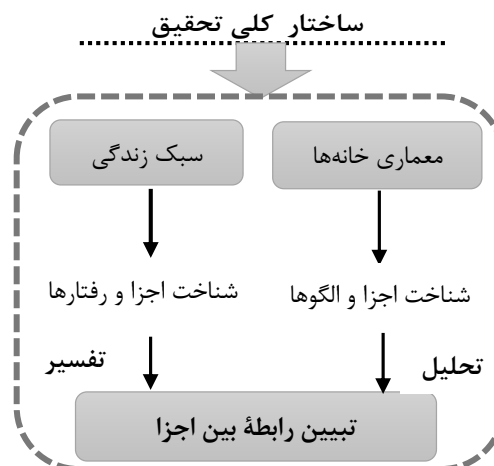 ساختار کلی تحقیق
معماری خانه‌ها
سبک زندگی
شناخت اجزا و الگوها
شناخت اجزا و رفتارها
تحلیل
تفسیر
تبیین رابطۀ بین اجزا